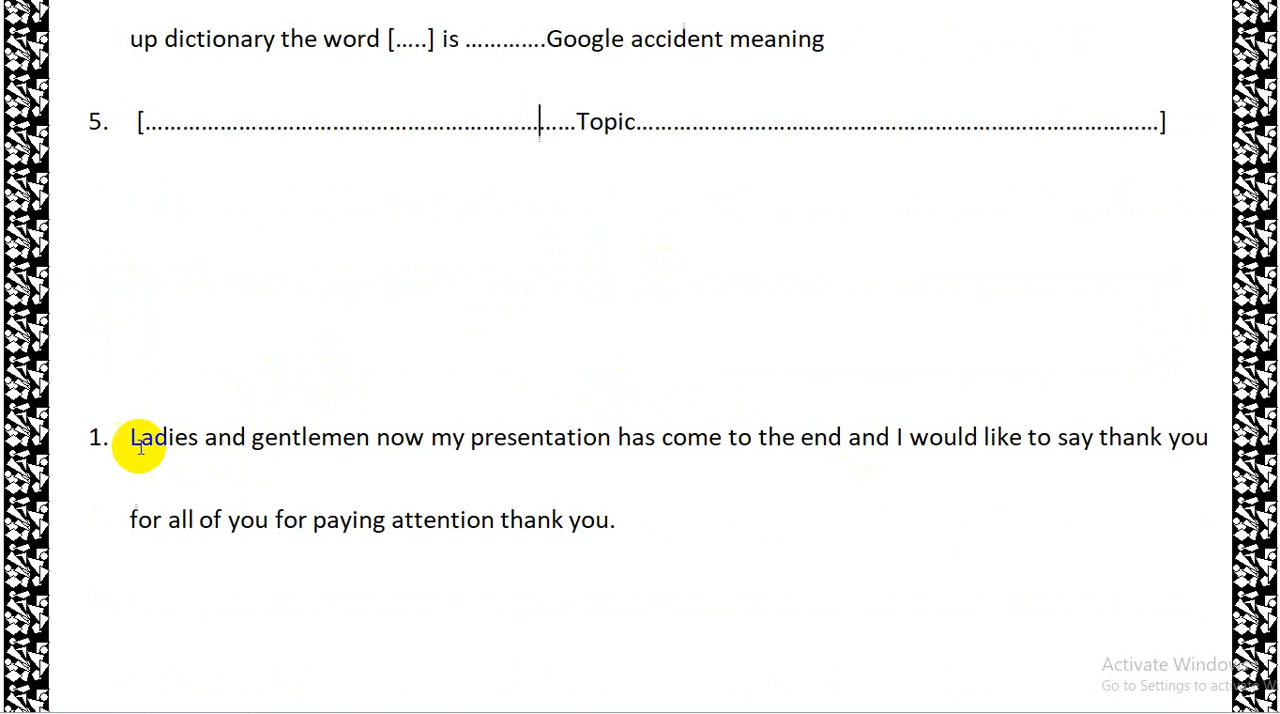 up dictionary the word [.....] is .............Google accident meaning
5. [...............................................Topic........................................................]
1. Ladies and gentlemen now my presentation has come to the end and I would like to say thank you
for all of you for paying attention thank you.
Activate Windo
Go to Settings to activate W